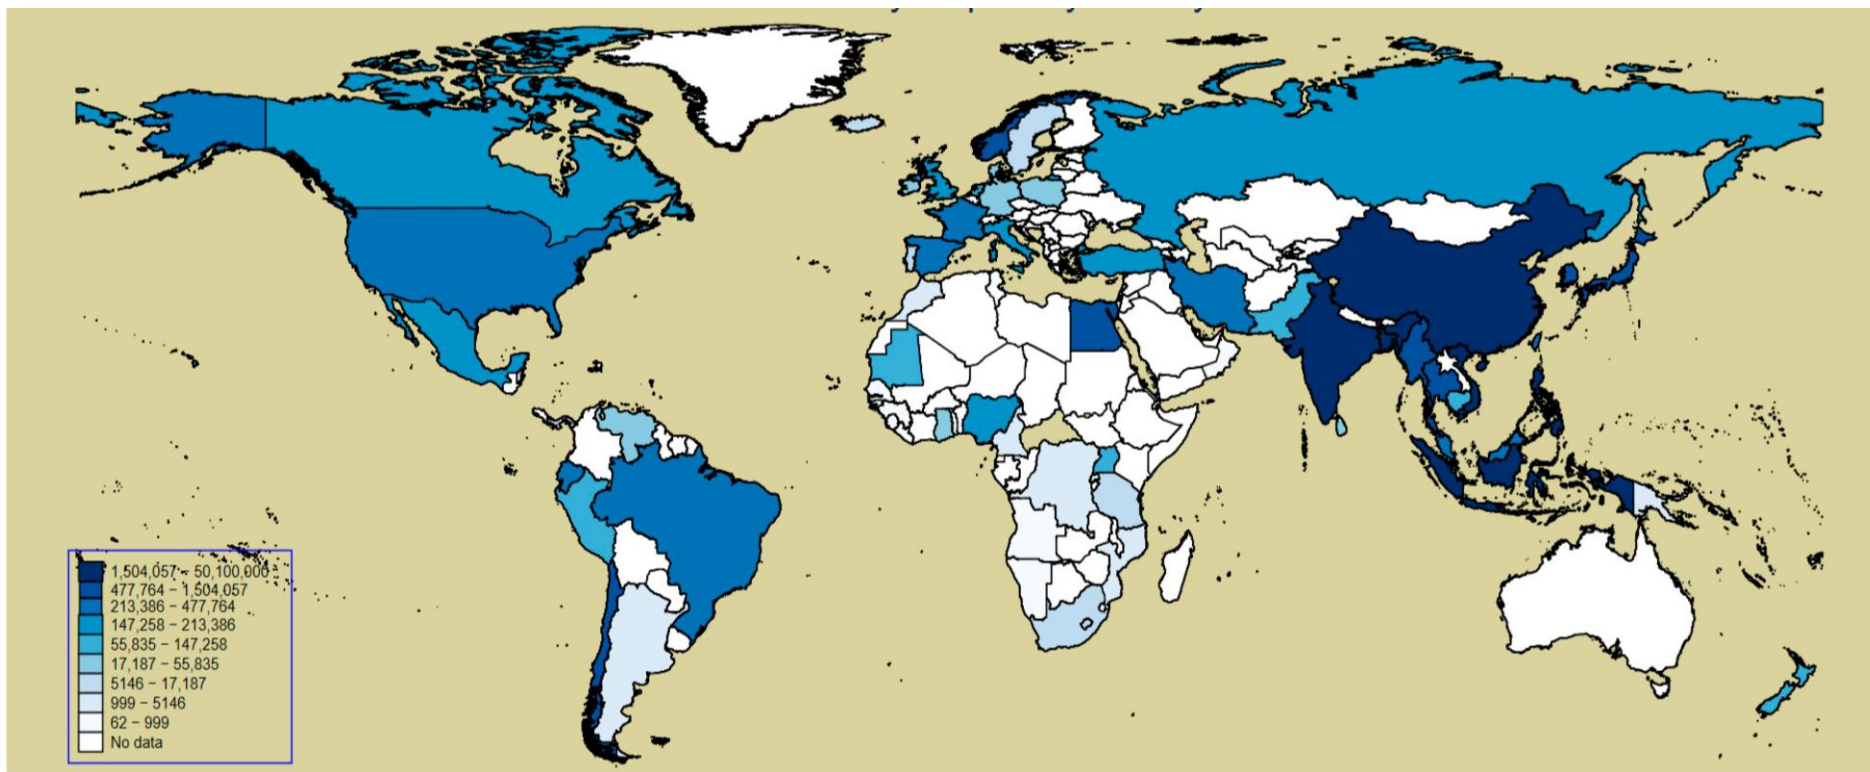 1,504,057 − 50,100,000
477,764 − 1,504,057
213,386 − 477,764
147,258 − 213,386
55,835 − 147,258
17,187 − 55,835
5146 − 17,187
999 − 5146
62 − 999
No data